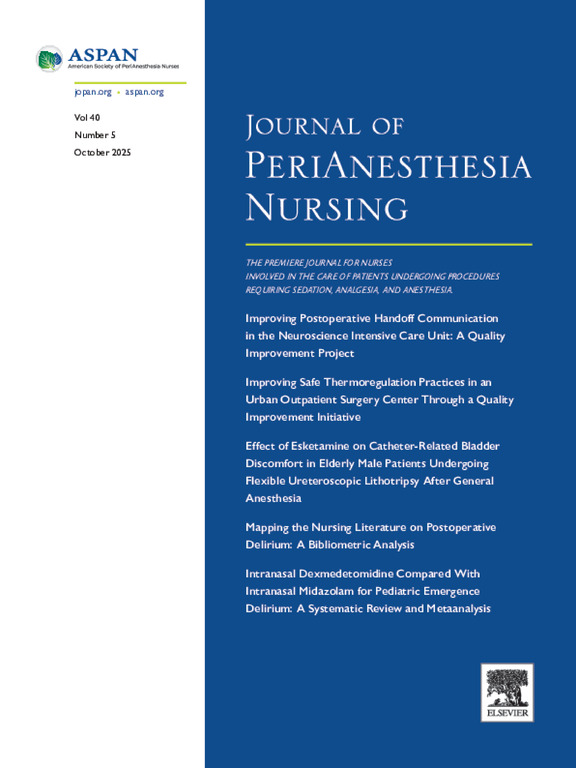 ASPAN
American Society of PeriAnesthesia Nurses
jopan.org • aspan.org
Vol 40
Number 5
October 2025
JOURNAL OF
PERIANESTHESIA
NURSING
THE PREMIERE JOURNAL FOR NURSES
INVOLVED IN THE CARE OF PATIENTS UNDERGOING PROCEDURES
REQUIRING SEDATION, ANALGESIA, AND ANESTHESIA.
Improving Postoperative Handoff Communication
in the Neuroscience Intensive Care Unit: A Quality
Improvement Project
Improving Safe Thermoregulation Practices in an
Urban Outpatient Surgery Center Through a Quality
Improvement Initiative
Effect of Esketamine on Catheter-Related Bladder
Discomfort in Elderly Male Patients Undergoing
Flexible Ureteroscopic Lithotripsy After General
Anesthesia
Mapping the Nursing Literature on Postoperative
Delirium: A Bibliometric Analysis
Intranasal Dexmedetomidine Compared With
Intranasal Midazolam for Pediatric Emergence
Delirium: A Systematic Review and Metaanalysis
ELSEVIER